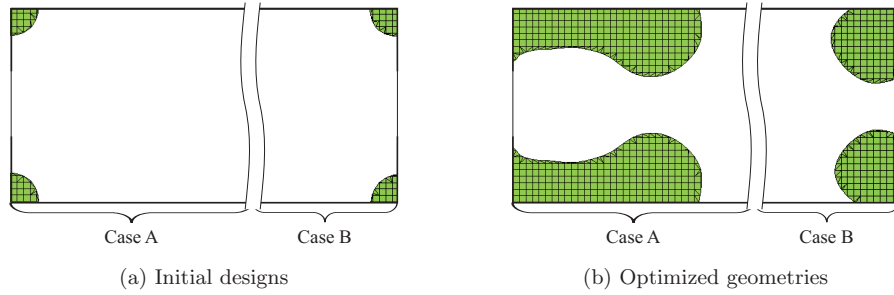 Case A
Case B
(a) Initial designs
Case A
Case B
(b) Optimized geometries